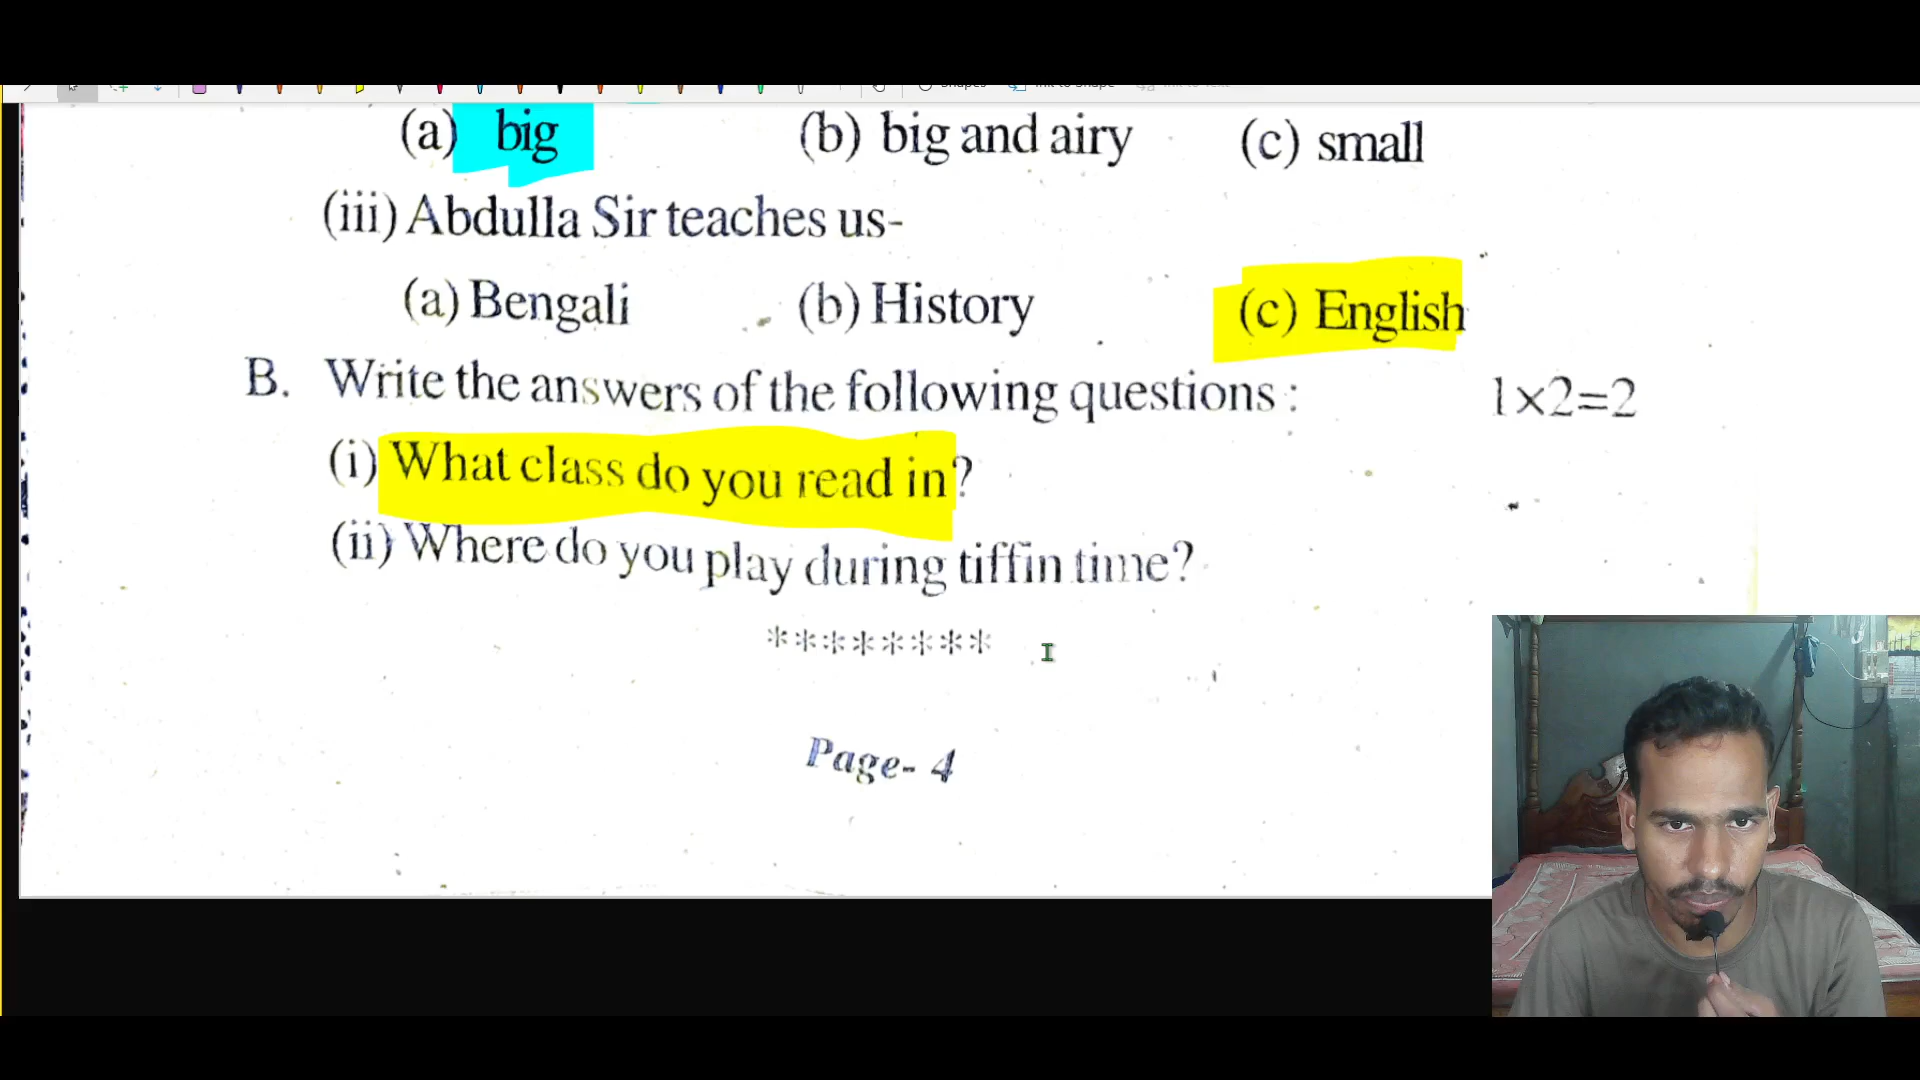 (a) big (b) big and airy (c) small
(iii) Abdulla Sir teaches us-
(a) Bengali (b) History (c) English
B. Write the answers of the following questions : 1×2=2
(i) What class do you read in?
(ii) Where do you play during tiffin time?
********
Page- 4